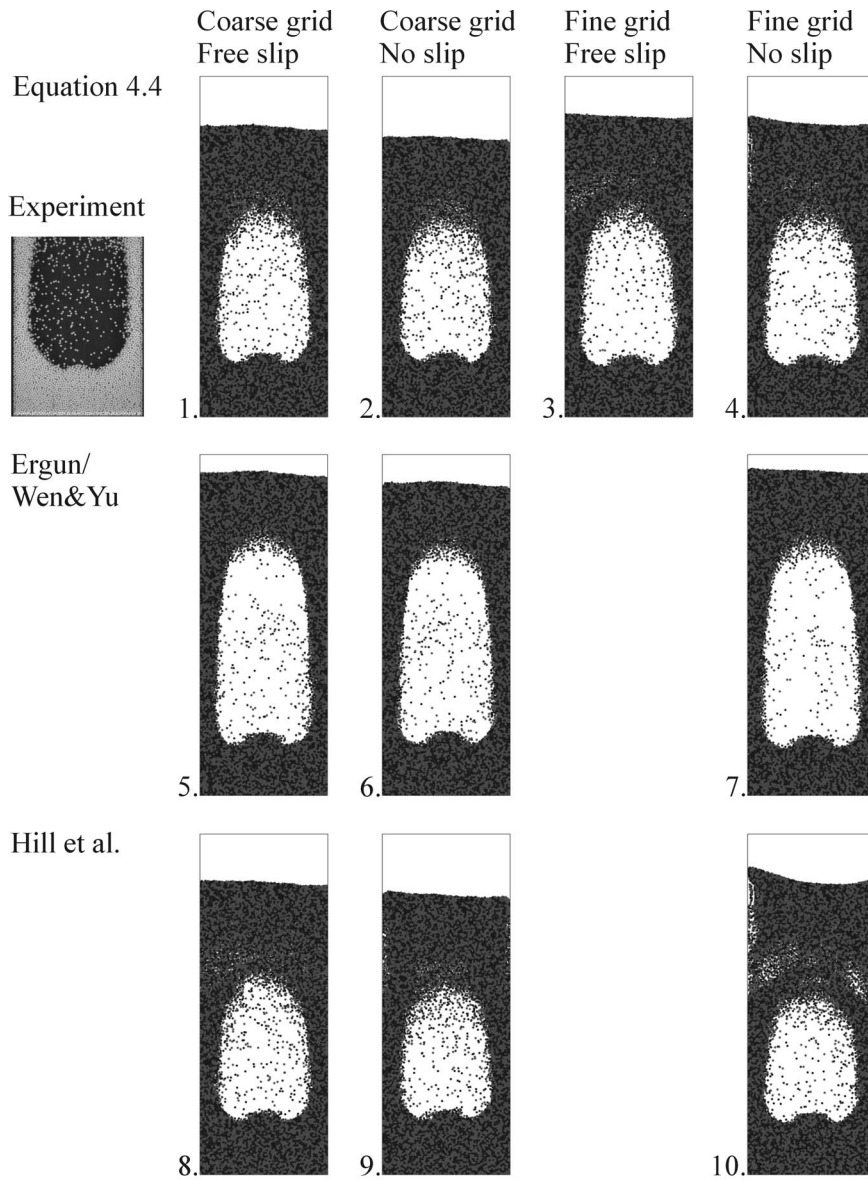 Coarse grid Coarse grid Fine grid Fine grid
Free slip No slip Free slip No slip
Equation 4.4
Experiment
1. 2. 3. 4.
Ergun/
Wen&Yu
5. 6. 7.
Hill et al.
8. 9. 10.